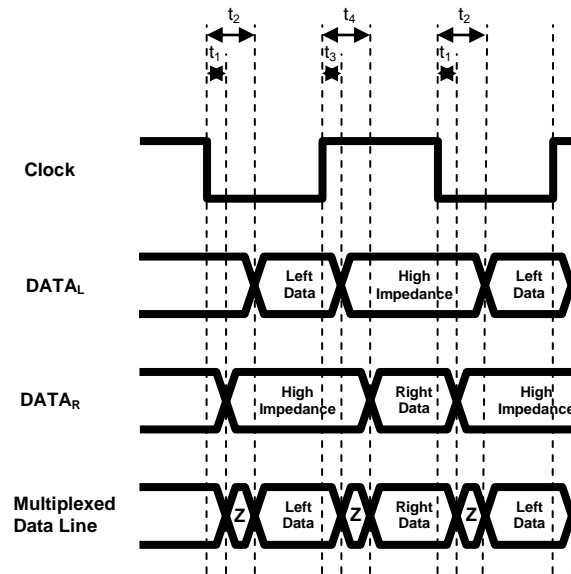 t₂ t₄ t₂
t₁ t₃ t₁
Clock
DATAL
Left
Data
High
Impedance
Left
Data
DATAR
High
Impedance
Right
Data
High
Impedance
Multiplexed
Data Line
Z
Left
Data
Z
Right
Data
Z
Left
Data